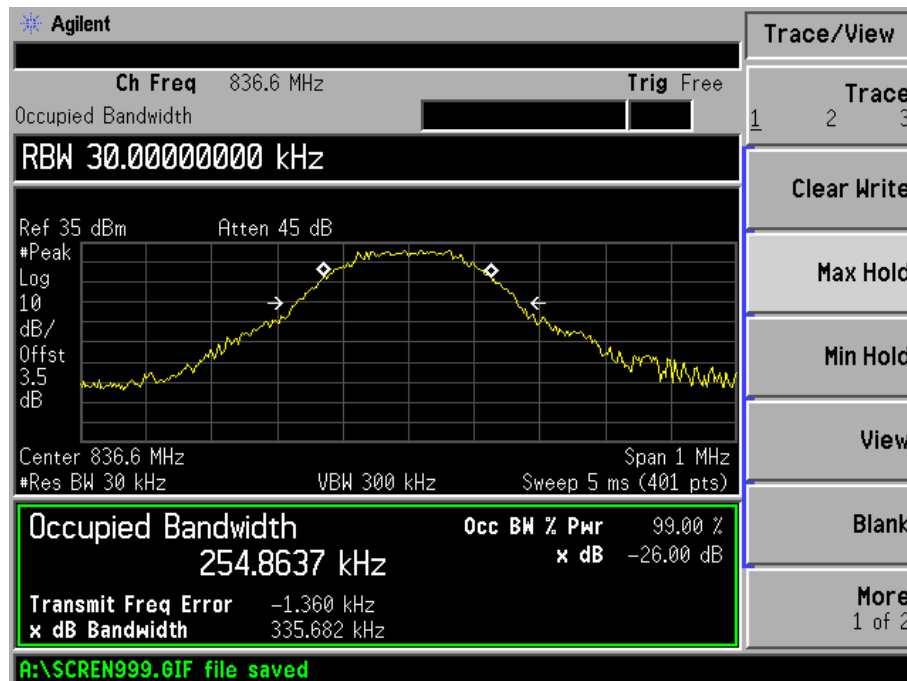 Agilent
Trace/View
Ch Freq 836.6 MHz Trig Free
Occupied Bandwidth
Trace
1 2 3
RBW 30.00000000 kHz
Clear Write
Ref 35 dBm Atten 45 dB
#Peak
Log
10
dB/
Offst
3.5
dB
Max Hold
Min Hold
View
Center 836.6 MHz Span 1 MHz
#Res BW 30 kHz VBW 300 kHz Sweep 5 ms (401 pts)
Occupied Bandwidth Occ BW % Pwr 99.00 %
254.8637 kHz x dB -26.00 dB
Blank
Transmit Freq Error -1.360 kHz
x dB Bandwidth 335.682 kHz
More
1 of 2
A:\SCREN999.GIF file saved